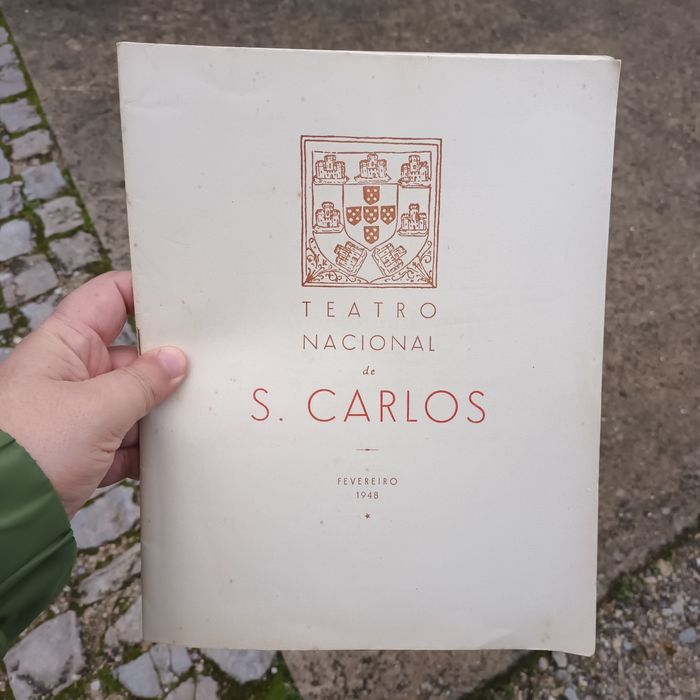 TEATRO
NACIONAL
de
S. CARLOS
FEVEREIRO
1948